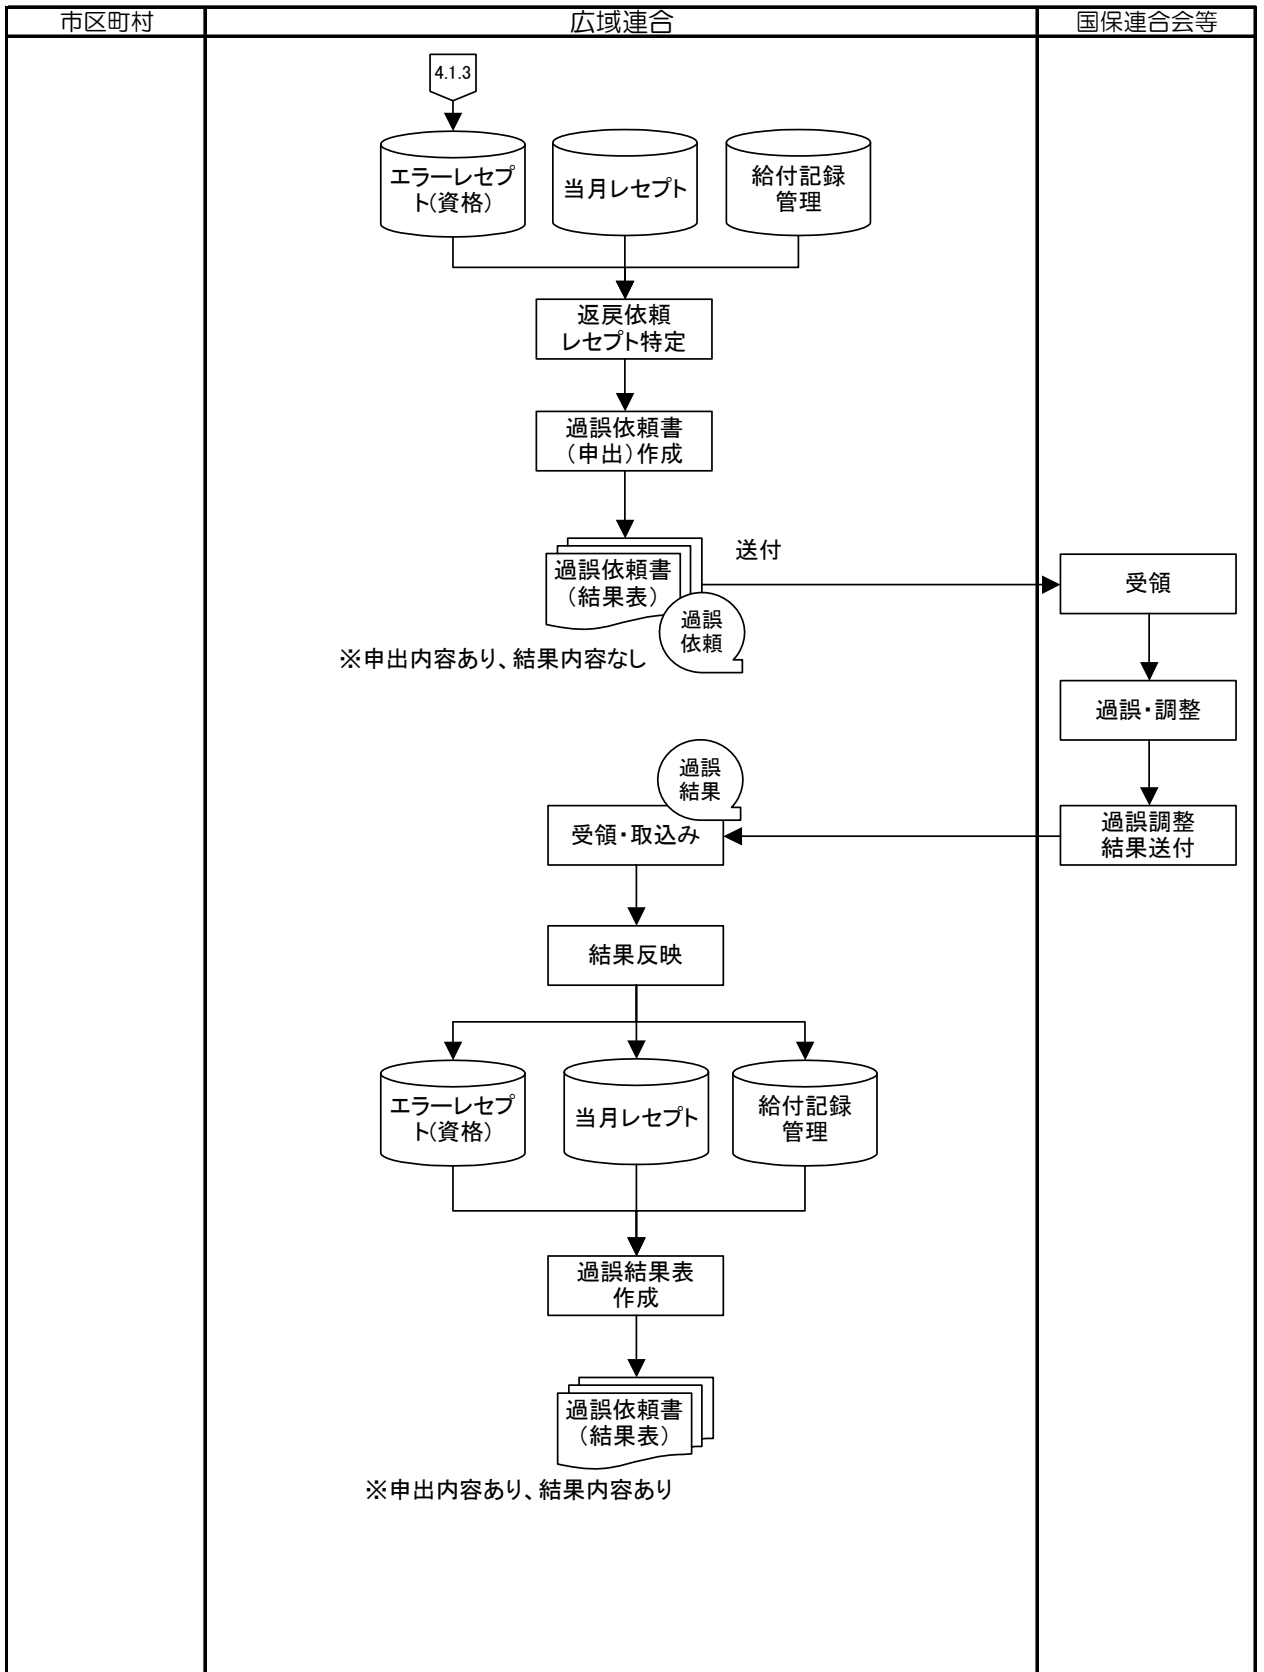 市区町村
広域連合
国保連合会等
4.1.3
エラーレセプ
ト(資格)
当月レセプト
給付記録
管理
返戻依頼
レセプト特定
過誤依頼書
（申出）作成
過誤依頼書
（結果表）
過誤
依頼
送付
受領
※申出内容あり、結果内容なし
過誤・調整
過誤
結果
受領・取込み
過誤調整
結果送付
結果反映
エラーレセプ
ト(資格)
当月レセプト
給付記録
管理
過誤結果表
作成
過誤依頼書
（結果表）
※申出内容あり、結果内容あり